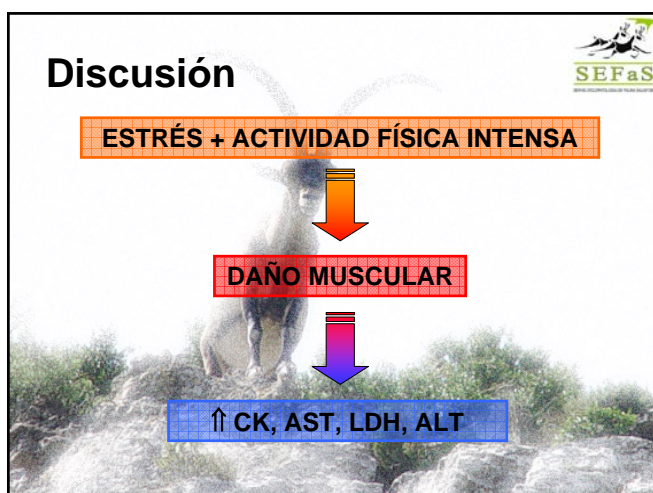 Discusión
SEFaS
ESTRÉS + ACTIVIDAD FÍSICA INTENSA
DAÑO MUSCULAR
⇑ CK, AST, LDH, ALT